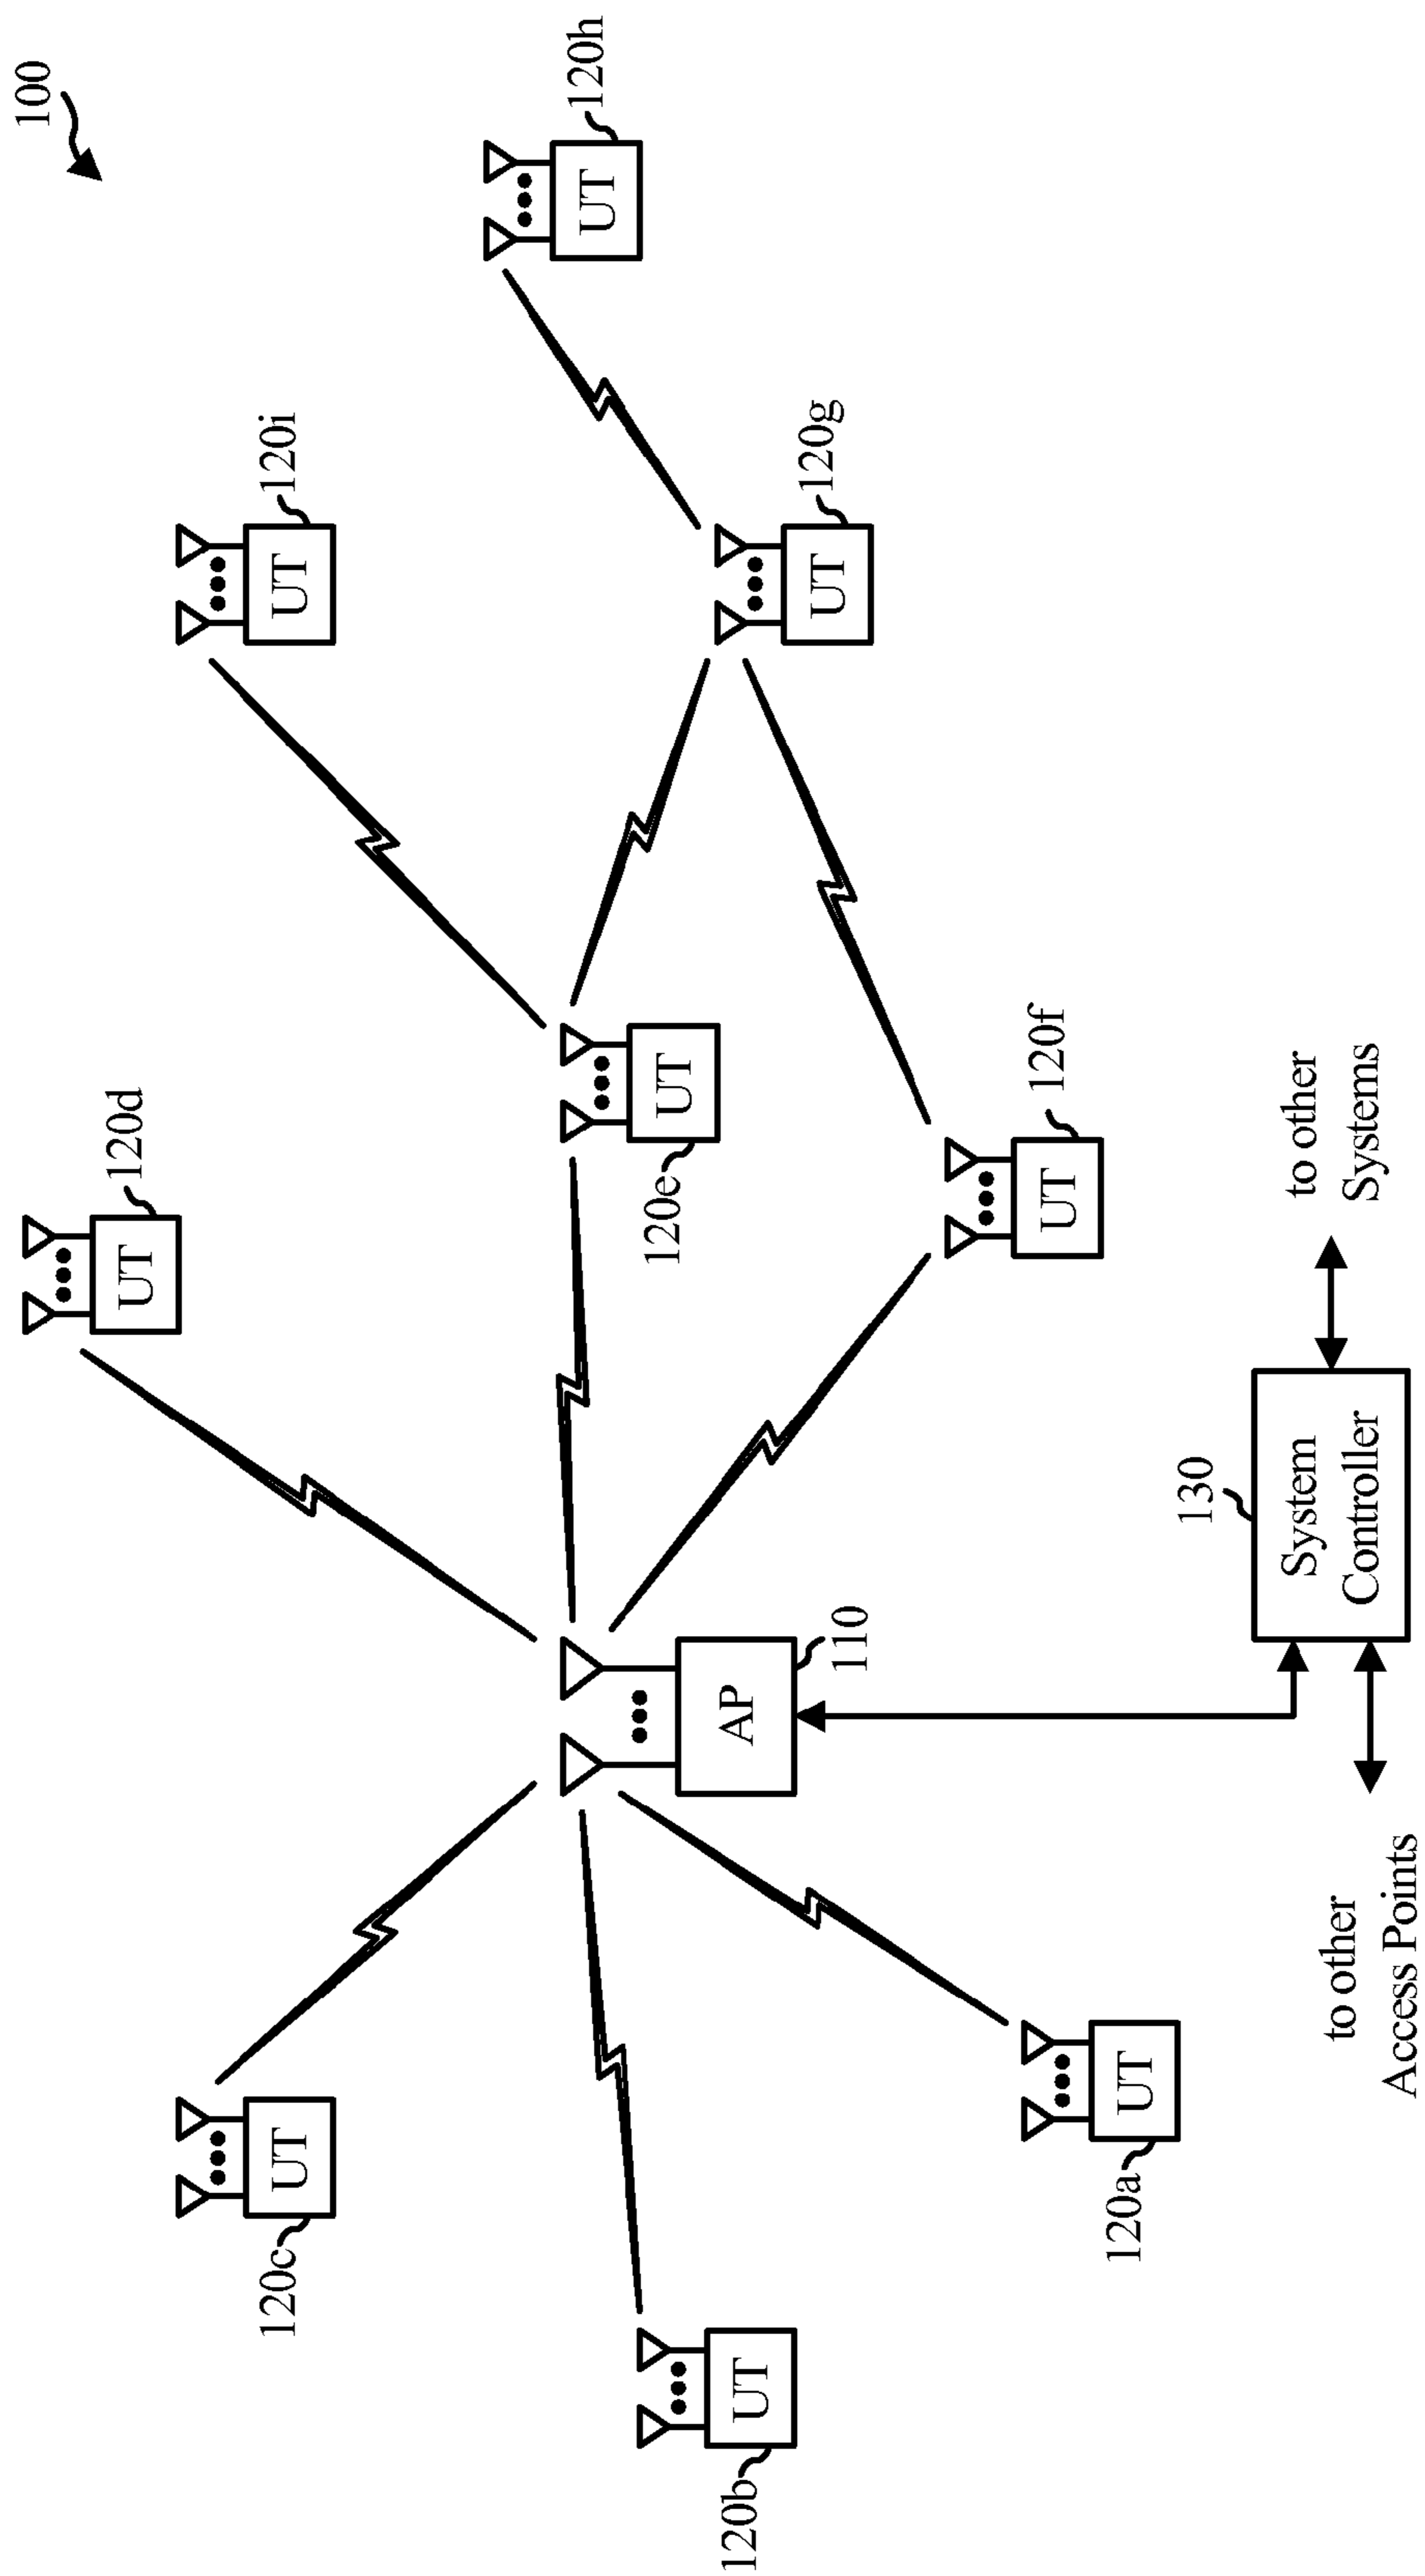 100
120d
UT
120c
UT
120i
UT
120h
UT
120b
UT
110
AP
120e
UT
120g
UT
120a
UT
120f
UT
130
System
Controller
to other
Access Points
to other
Systems